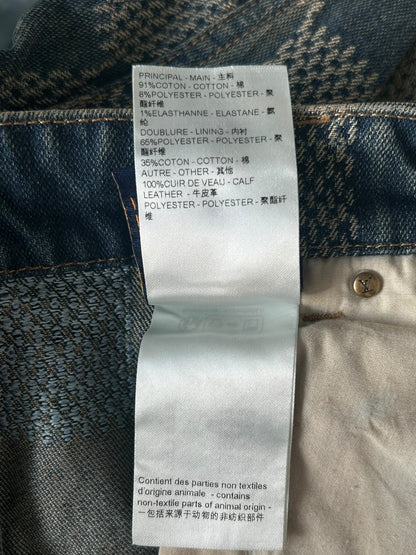 PRINCIPAL - MAIN - 主料
91%COTON - COTTON - 棉
8%POLYESTER - POLYESTER - 聚
酯纤维
1%ELASTHANNE - ELASTANE - 氨
纶
DOUBLURE - LINING - 内衬
65%POLYESTER - POLYESTER - 聚
酯纤维
35%COTON - COTTON - 棉
AUTRE - OTHER - 其他
100%CUIR DE VEAU - CALF
LEATHER - 牛皮革
POLYESTER - POLYESTER - 聚酯纤
维
LV
Contient des parties non textiles
d'origine animale - contains
non-textile parts of animal origin -
一包括来源于动物的非纺织部件